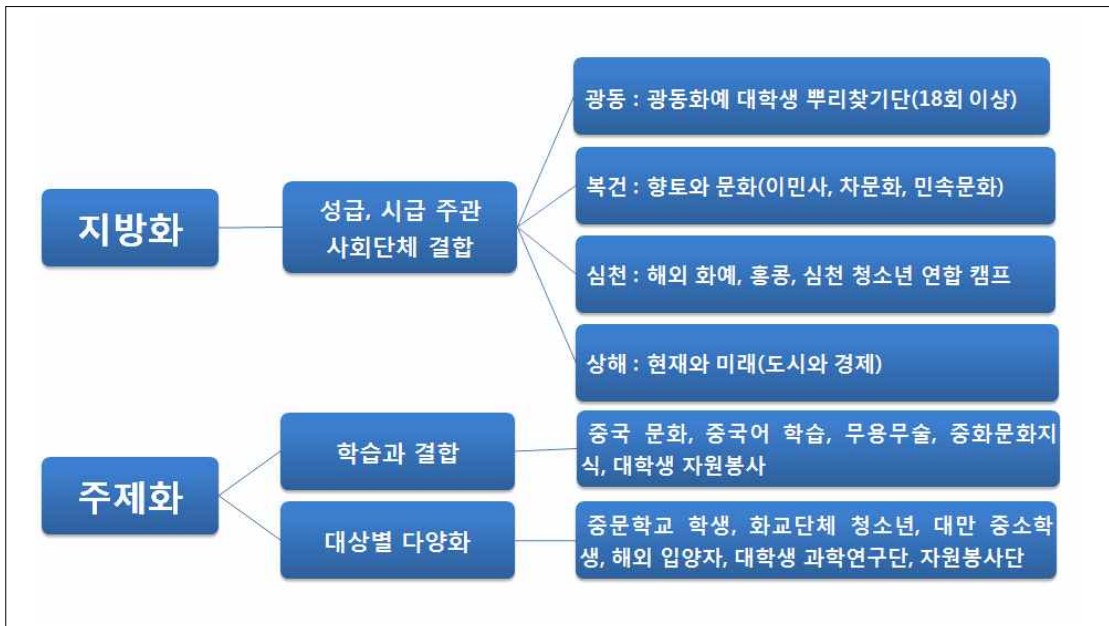 지방화
성급, 시급 주관
사회단체 결합
광동 : 광동화예 대학생 뿌리찾기단(18회 이상)
복건 : 향토와 문화(이민사, 차문화, 민속문화)
심천 : 해외 화예, 홍콩, 심천 청소년 연합 캠프
상해 : 현재와 미래(도시와 경제)
주제화
학습과 결합
중국 문화, 중국어 학습, 무용무술, 중화문화지
식, 대학생 자원봉사
대상별 다양화
중문학교 학생, 화교단체 청소년, 대만 중소학
생, 해외 입양자, 대학생 과학연구단, 자원봉사단